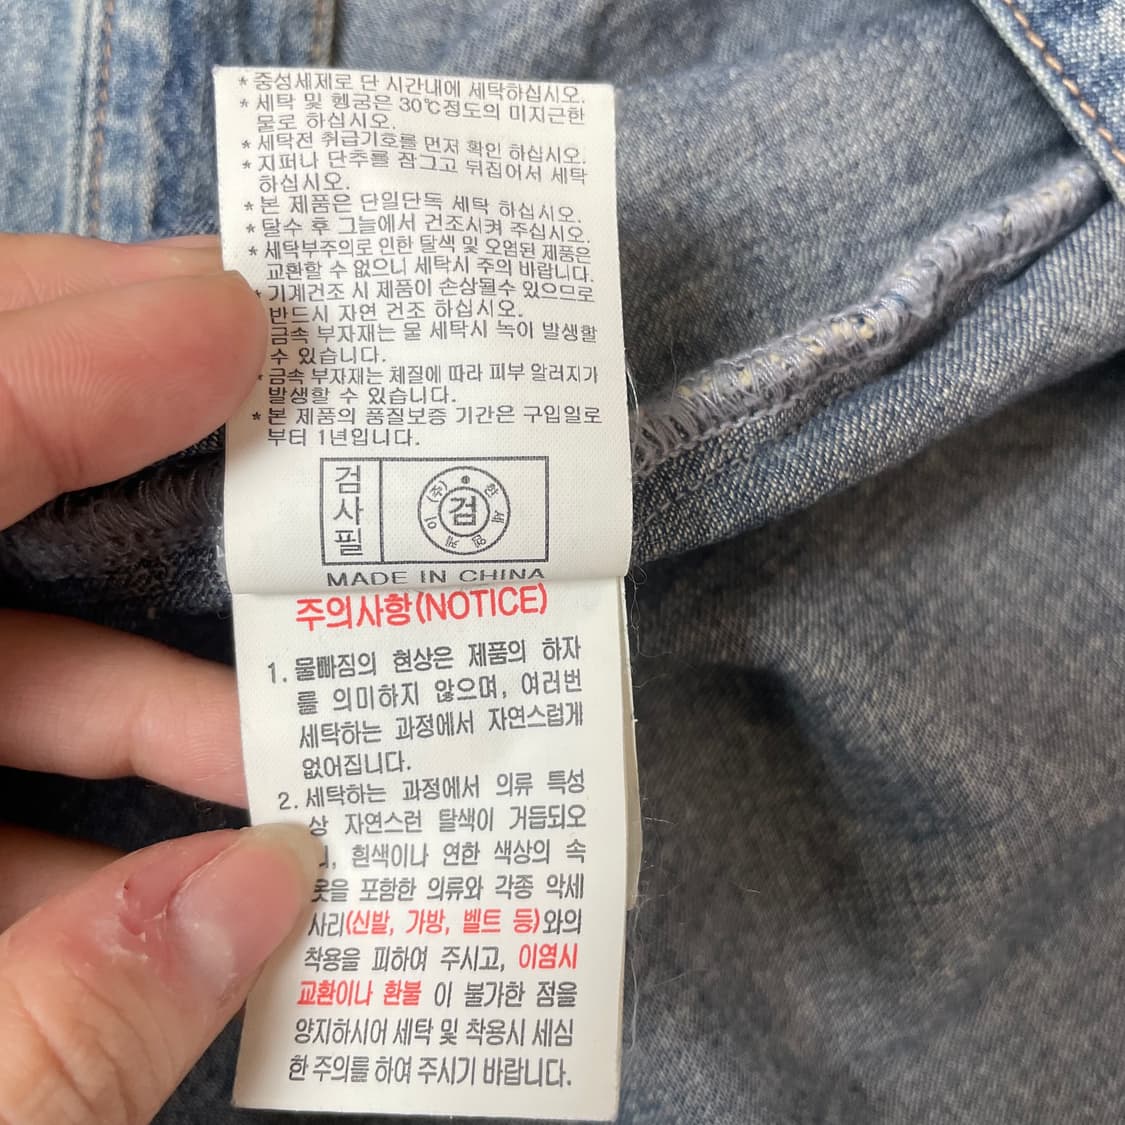 * 중성세제로 단 시간내에 세탁하십시오.
* 세탁 및 헹굼은 30℃정도의 미지근한
물로 하십시오.
* 세탁전 취급기호를 먼저 확인 하십시오.
* 지퍼나 단추를 잠그고 뒤집어서 세탁
하십시오.
* 본 제품은 단일단독 세탁 하십시오.
* 탈수 후 그늘에서 건조시켜 주십시오.
* 세탁부주의로 인한 탈색 및 오염된 제품은
교환할 수 없으니 세탁시 주의 바랍니다.
* 기계건조 시 제품이 손상될수 있으므로
반드시 자연 건조 하십시오.
금속 부자재는 물 세탁시 녹이 발생할
수 있습니다.
* 금속 부자재는 체질에 따라 피부 알러지가
발생할 수 있습니다.
* 본 제품의 품질보증 기간은 구입일로
부터 1년입니다.
검사필
(주) 한세엠케이
검
MADE IN CHINA
주의사항(NOTICE)
1. 물빠짐의 현상은 제품의 하자
를 의미하지 않으며, 여러번
세탁하는 과정에서 자연스럽게
없어집니다.
2. 세탁하는 과정에서 의류 특성
상 자연스런 탈색이 거듭되오
흰색이나 연한 색상의 속
옷을 포함한 의류와 각종 악세
사리(신발, 가방, 벨트 등)와의
착용을 피하여 주시고, 이염시
교환이나 환불 이 불가한 점을
양지하시어 세탁 및 착용시 세심
한 주의를 하여 주시기 바랍니다.